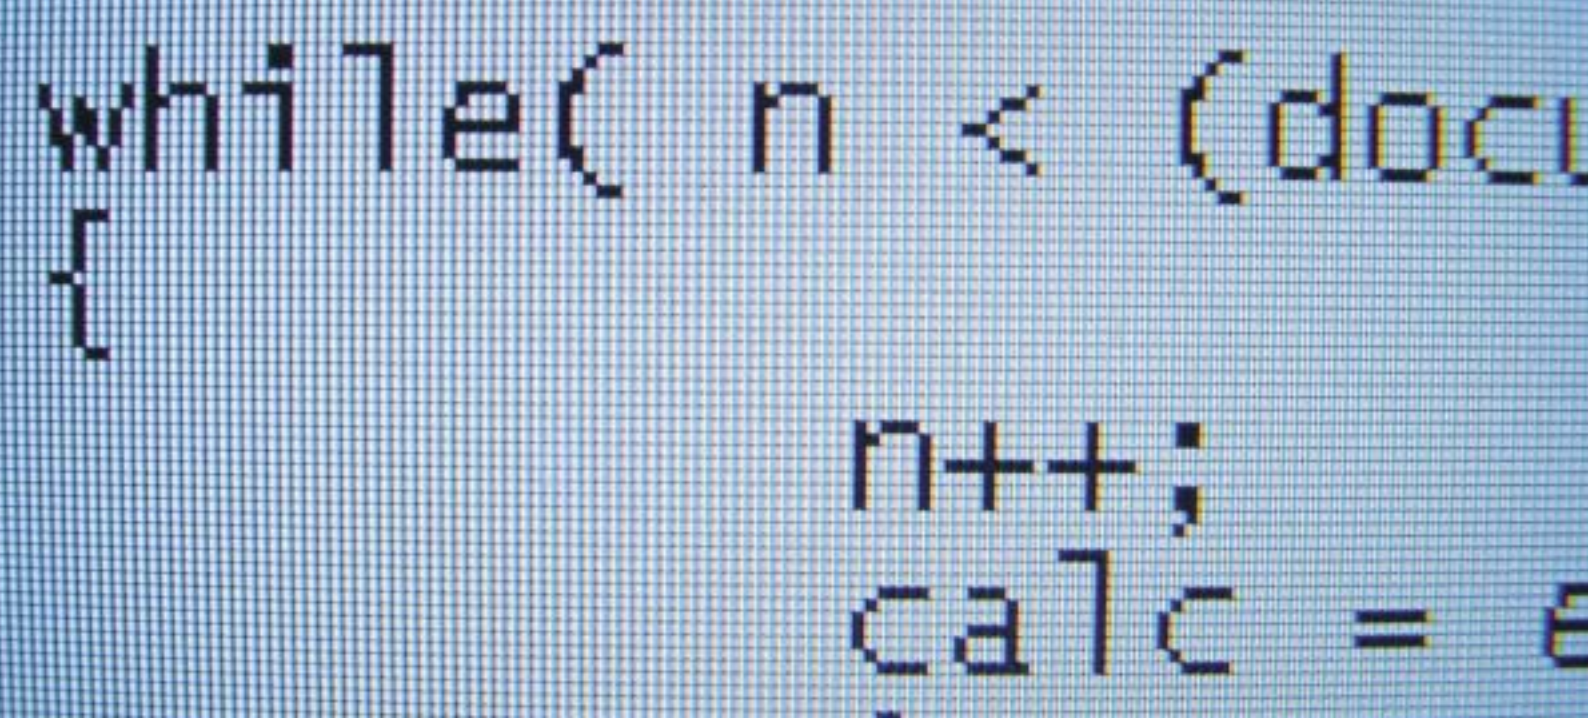 while( n < (docu
{
n++;
calc = e